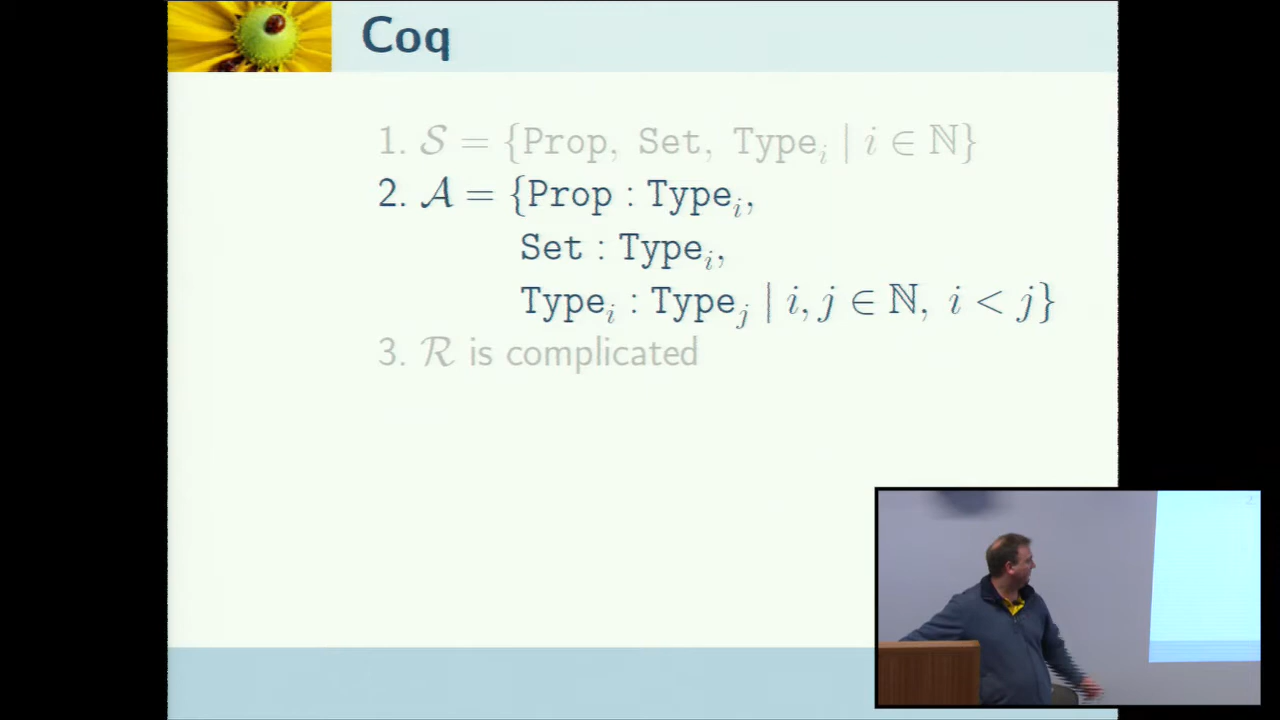 Coq
1. 𝒮 = {Prop, Set, Typeᵢ | i ∈ ℕ}
2. 𝒜 = {Prop : Typeᵢ,
Set : Typeᵢ,
Typeᵢ : Typeⱼ | i, j ∈ ℕ, i < j}
3. ℛ is complicated